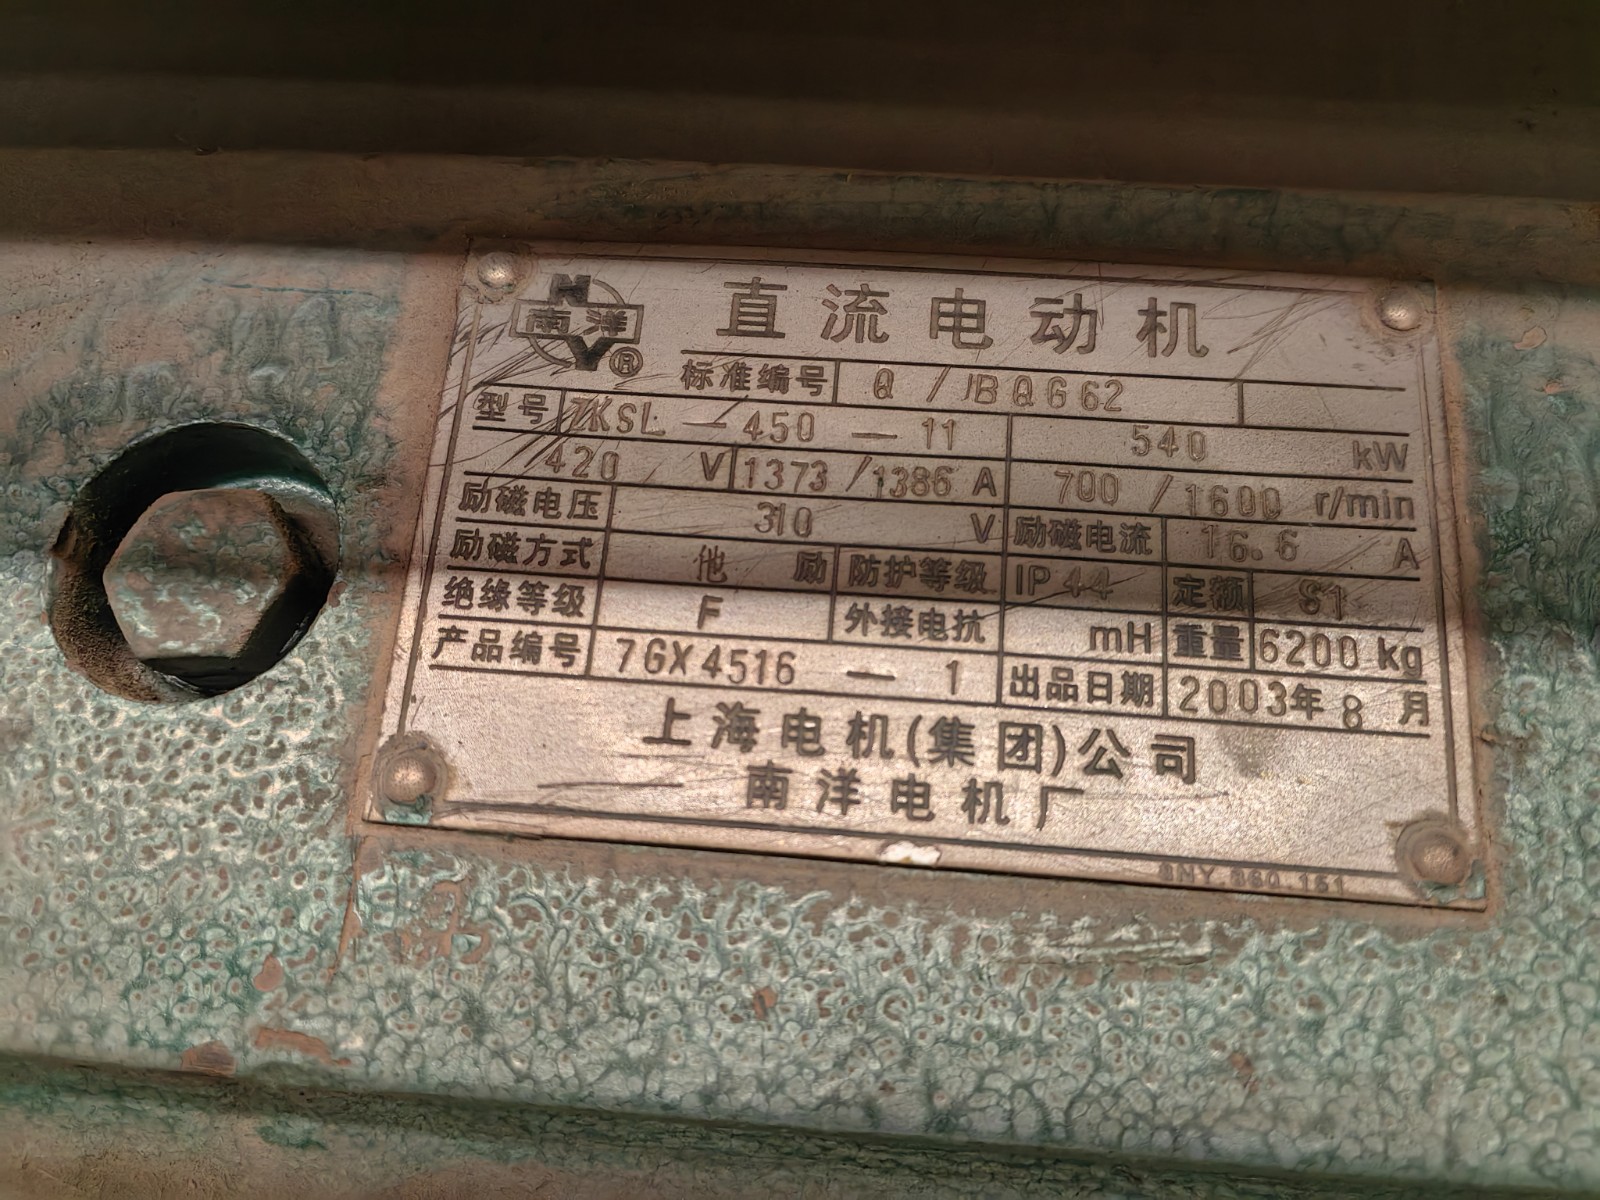 N
南洋
Y®
直流电动机
标准编号 Q/JBQG62
型号 ZKSL-450-11 540 kW
420 V 1373/1386 A 700/1600 r/min
励磁电压 310 V 励磁电流 16.6 A
励磁方式 他励 防护等级 IP44 定额 S1
绝缘等级 F 外接电抗 mH 重量 6200 kg
产品编号 7GX4516-1 出品日期 2003年8月
上海电机(集团)公司
南洋电机厂